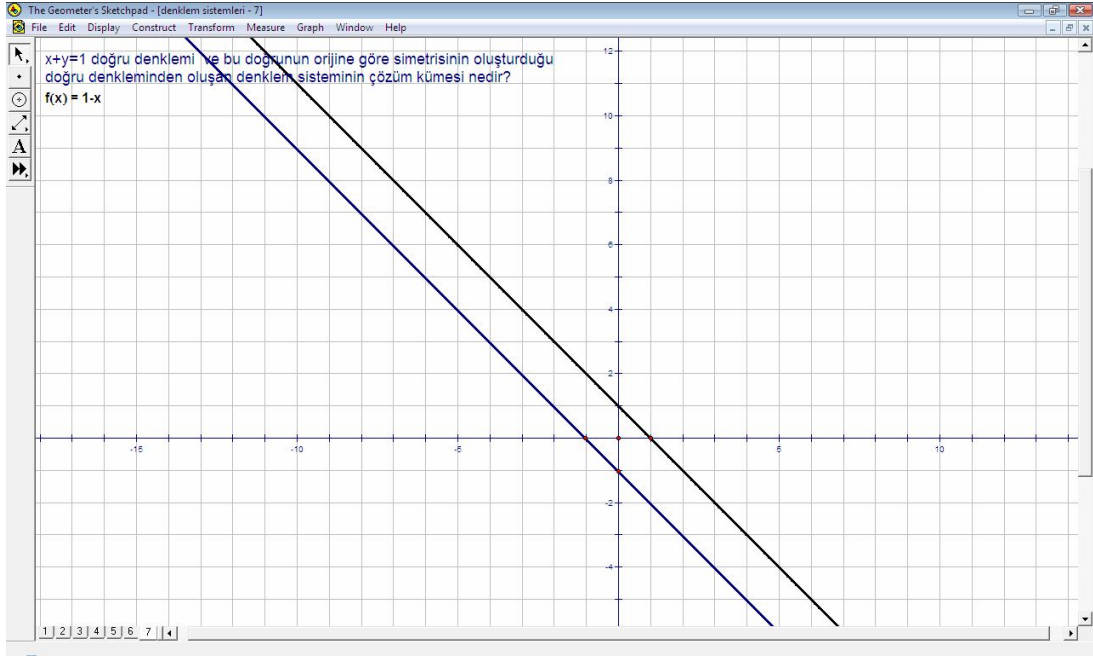 The Geometer's Sketchpad - [denklem sistemleri - 7]
File Edit Display Construct Transform Measure Graph Window Help
x+y=1 doğru denklemi ve bu doğrunun orijine göre simetrisinin oluşturduğu
doğru denkleminden oluşan denklem sisteminin çözüm kümesi nedir?
f(x) = 1-x
A
12
10
8
6
4
2
-15 -10 -5 5 10
-2
-4
1 2 3 4 5 6 7